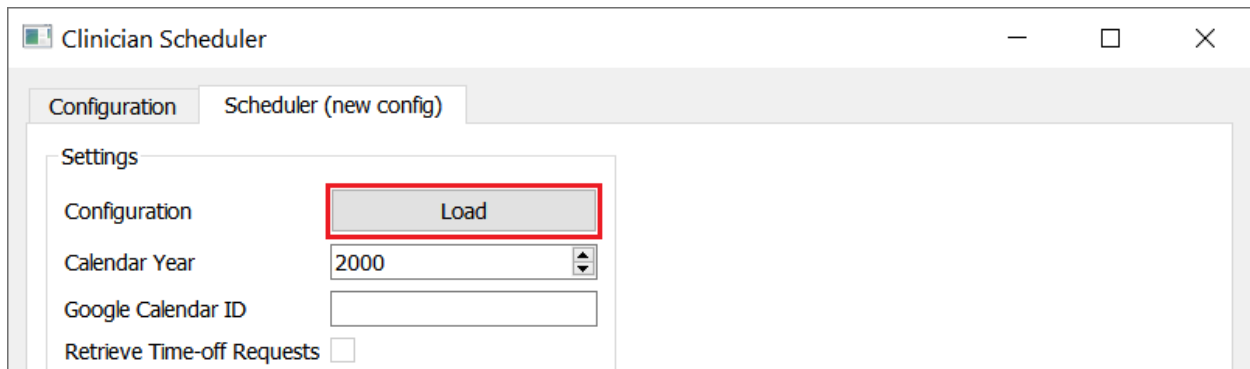 Clinician Scheduler
Configuration Scheduler (new config)
Settings
Configuration Load
Calendar Year 2000
Google Calendar ID
Retrieve Time-off Requests